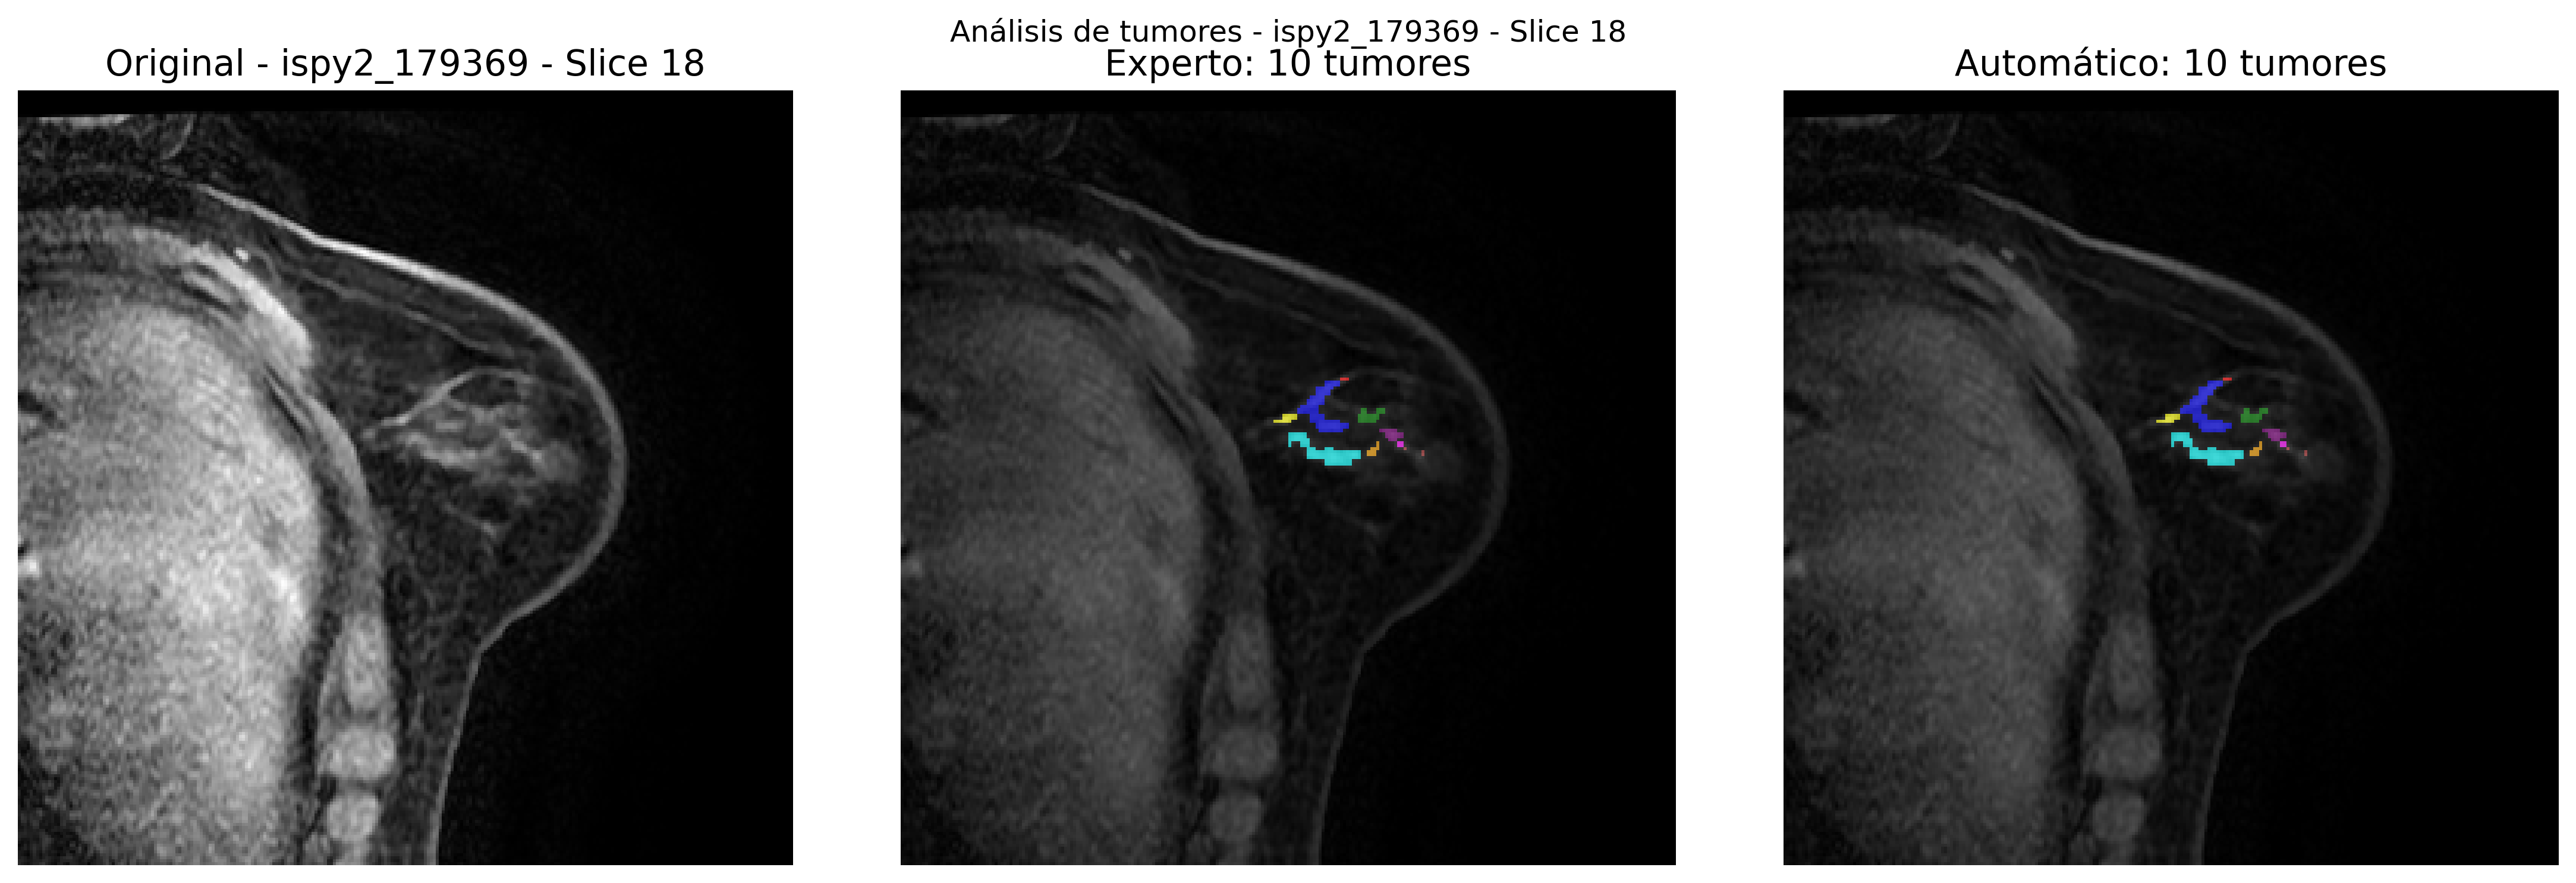 Análisis de tumores - ispy2_179369 - Slice 18
Original - ispy2_179369 - Slice 18
Experto: 10 tumores
Automático: 10 tumores